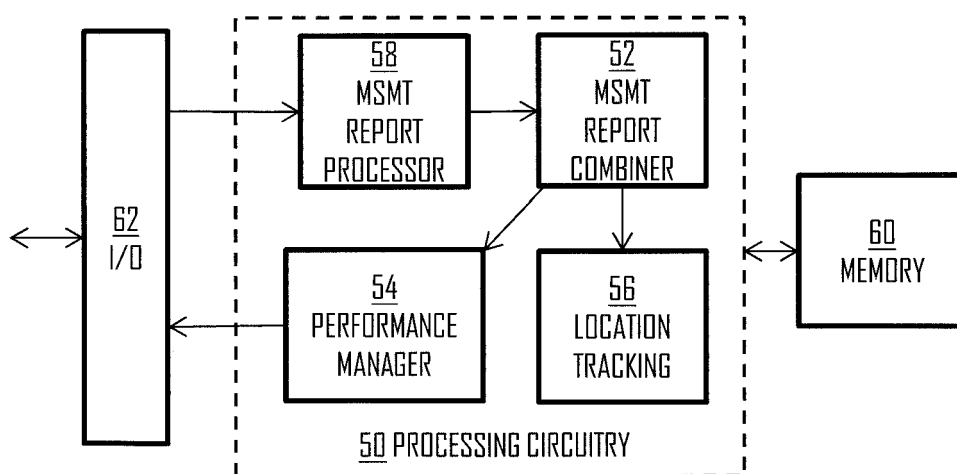 58
MSMT
REPORT
PROCESSOR
52
MSMT
REPORT
COMBINER
62
I/O
60
MEMORY
54
PERFORMANCE
MANAGER
56
LOCATION
TRACKING
50 PROCESSING CIRCUITRY